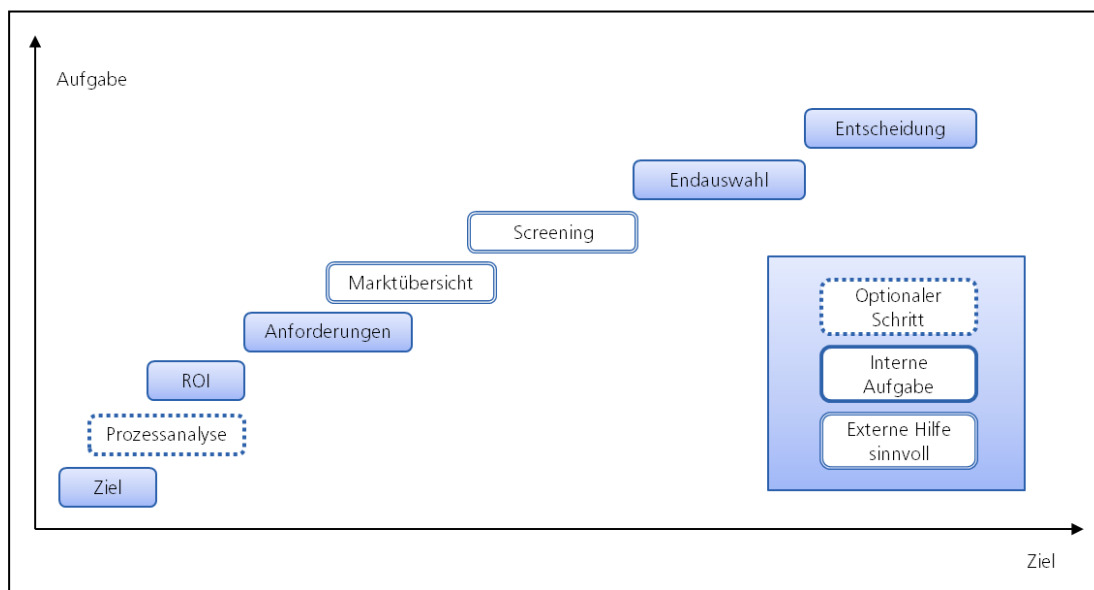 Aufgabe
Entscheidung
Endauswahl
Screening
Marktübersicht
Anforderungen
ROI
Prozessanalyse
Ziel
Optionaler
Schritt
Interne
Aufgabe
Externe Hilfe
sinnvoll
Ziel